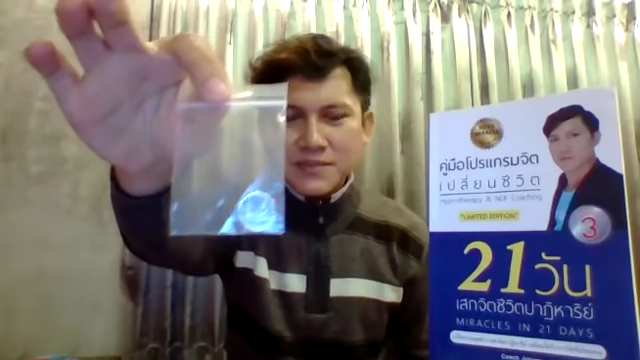 คู่มือโปรแกรมจิต
เปลี่ยนชีวิต
Hypnotherapy & NLP Coaching
"LIMITED EDITION"
3
21 วัน
เสกจิตชีวิตปาฏิหาริย์
MIRACLES IN 21 DAYS
Coach